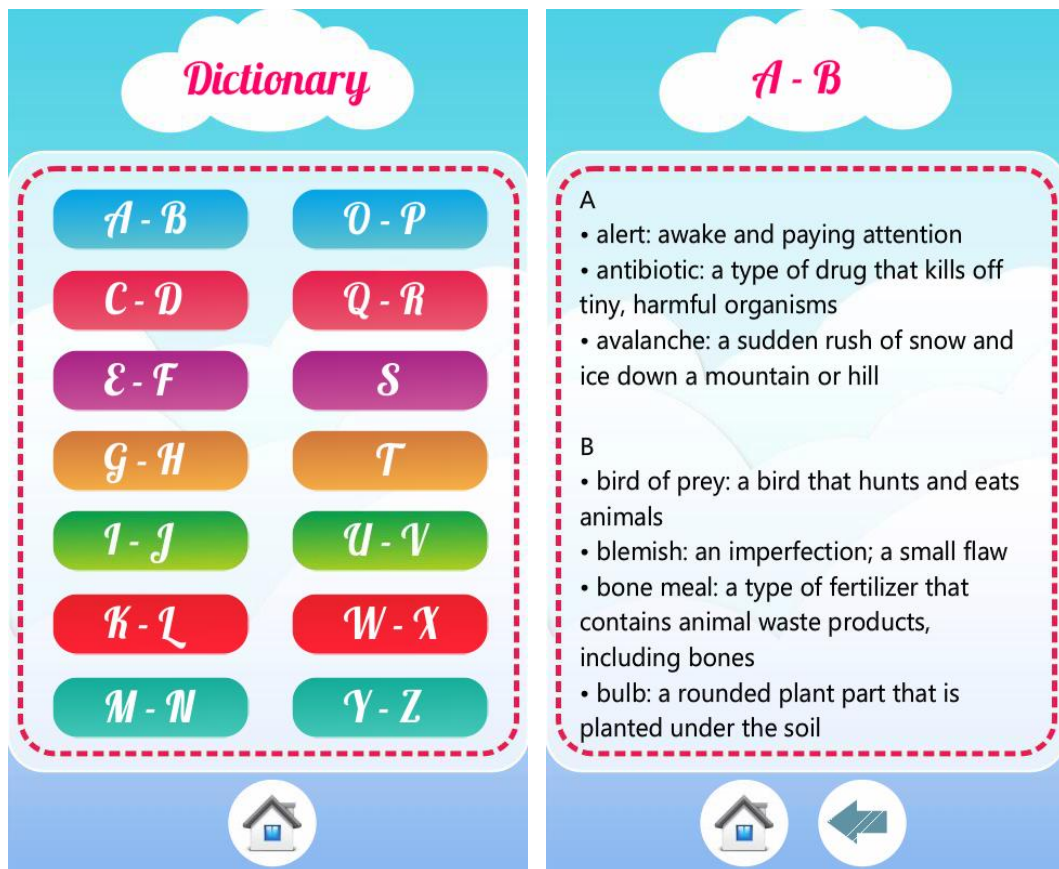 Dictionary
A - B
O - P
C - D
Q - R
E - F
S
G - H
T
I - J
U - V
K - L
W - X
M - N
Y - Z
A - B
A
• alert: awake and paying attention
• antibiotic: a type of drug that kills off
tiny, harmful organisms
• avalanche: a sudden rush of snow and
ice down a mountain or hill
B
• bird of prey: a bird that hunts and eats
animals
• blemish: an imperfection; a small flaw
• bone meal: a type of fertilizer that
contains animal waste products,
including bones
• bulb: a rounded plant part that is
planted under the soil